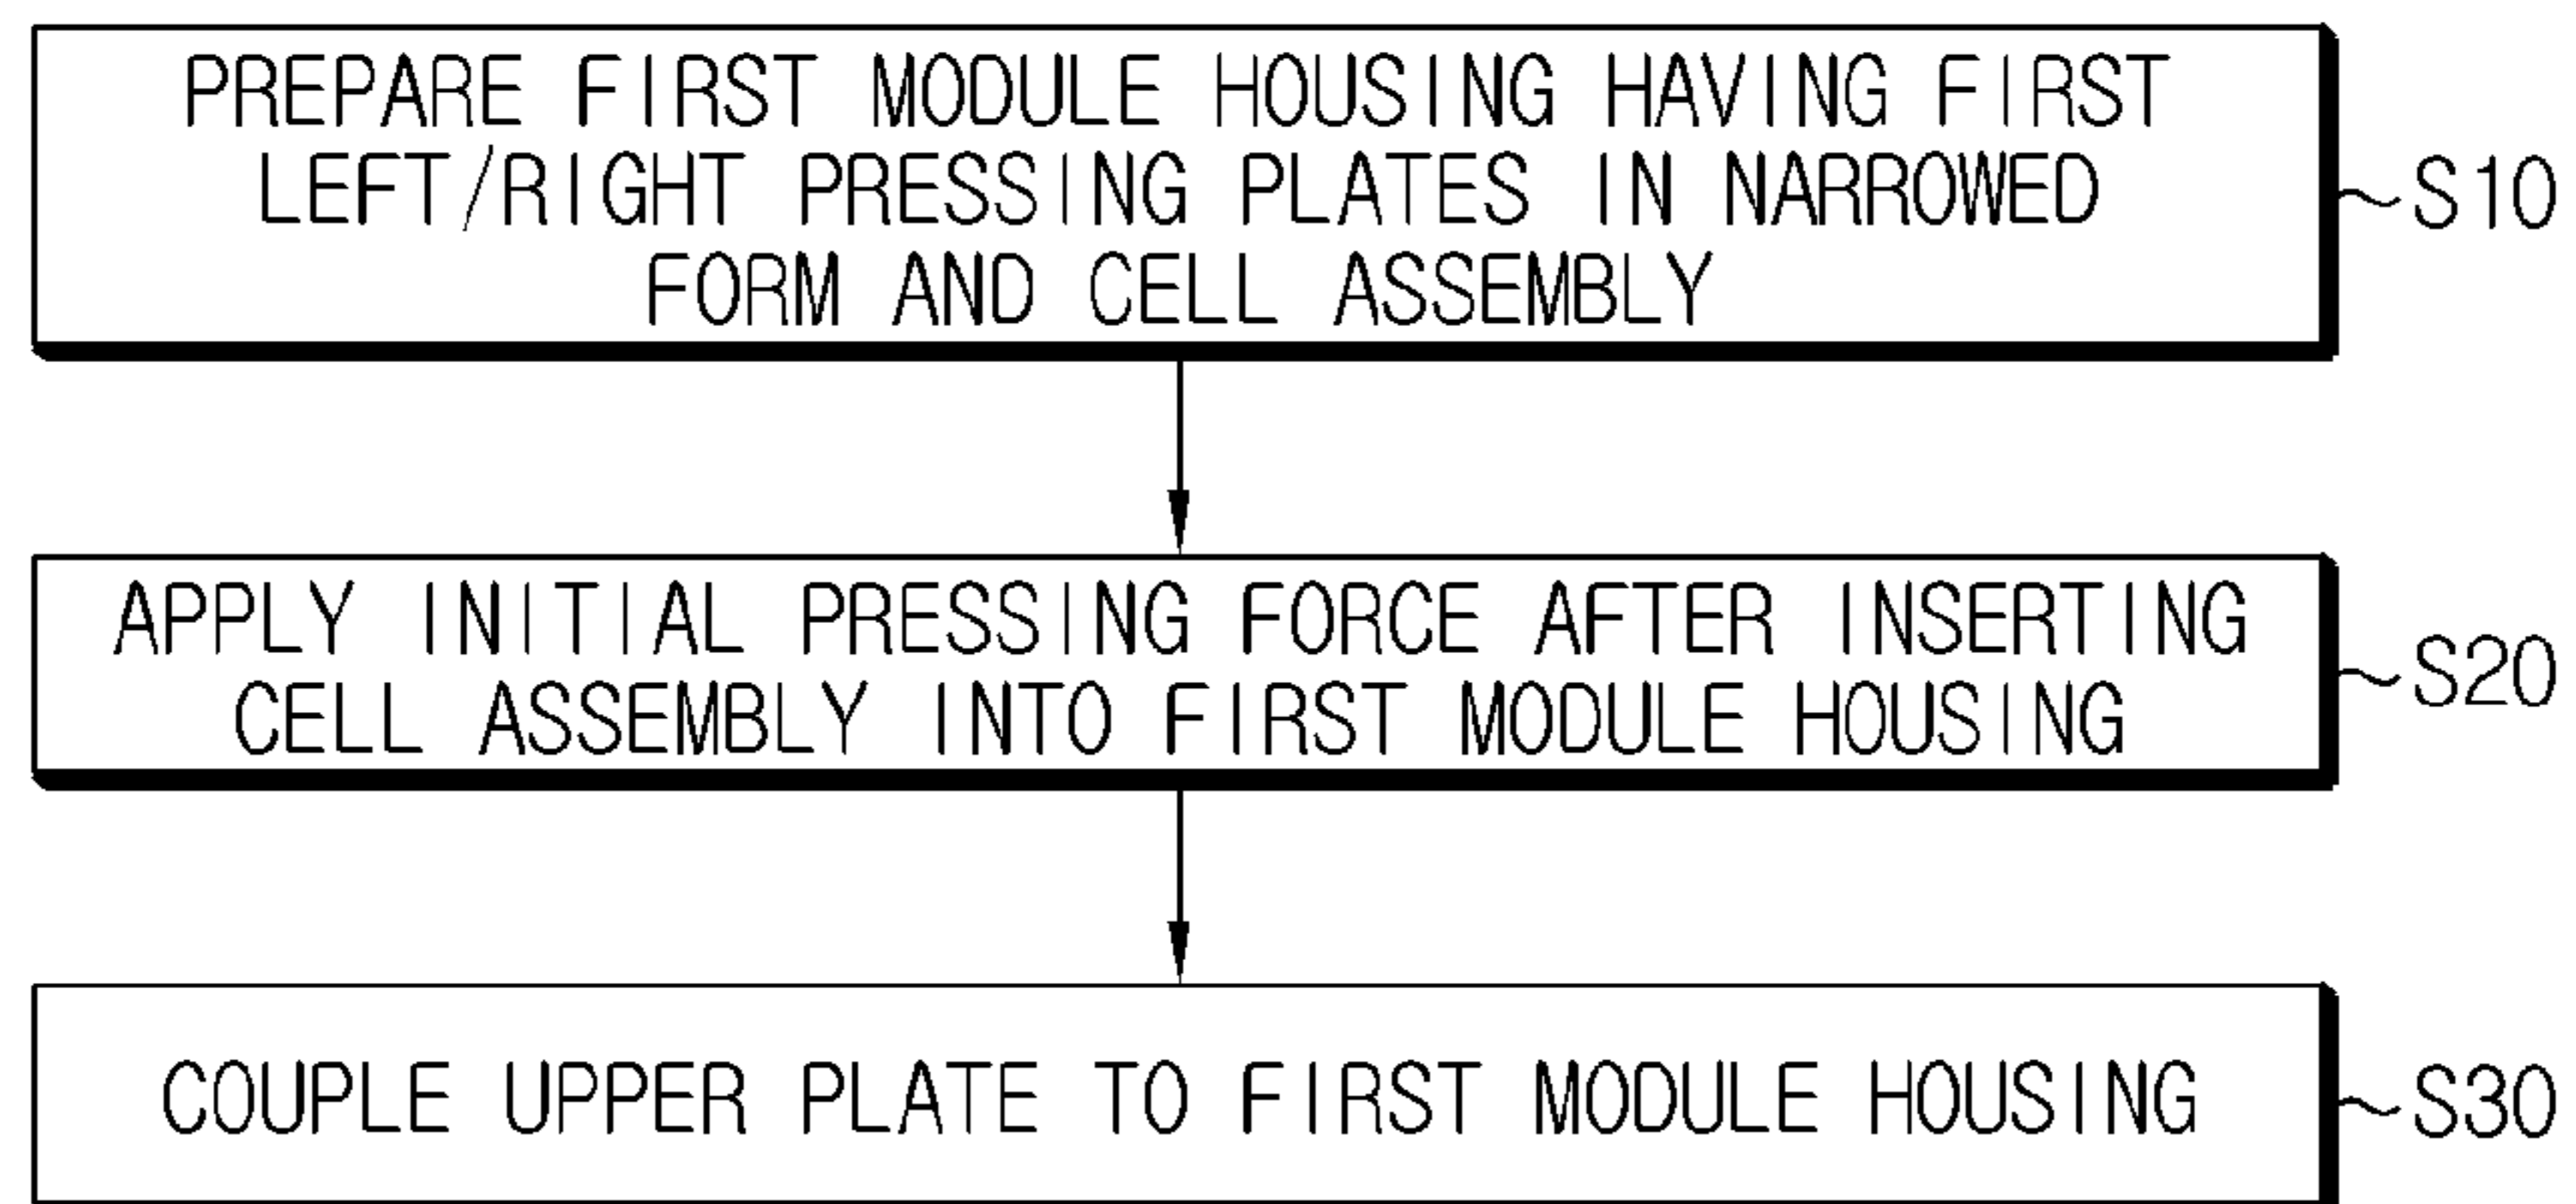 PREPARE FIRST MODULE HOUSING HAVING FIRST
LEFT/RIGHT PRESSING PLATES IN NARROWED
FORM AND CELL ASSEMBLY
S10
APPLY INITIAL PRESSING FORCE AFTER INSERTING
CELL ASSEMBLY INTO FIRST MODULE HOUSING
S20
COUPLE UPPER PLATE TO FIRST MODULE HOUSING
S30